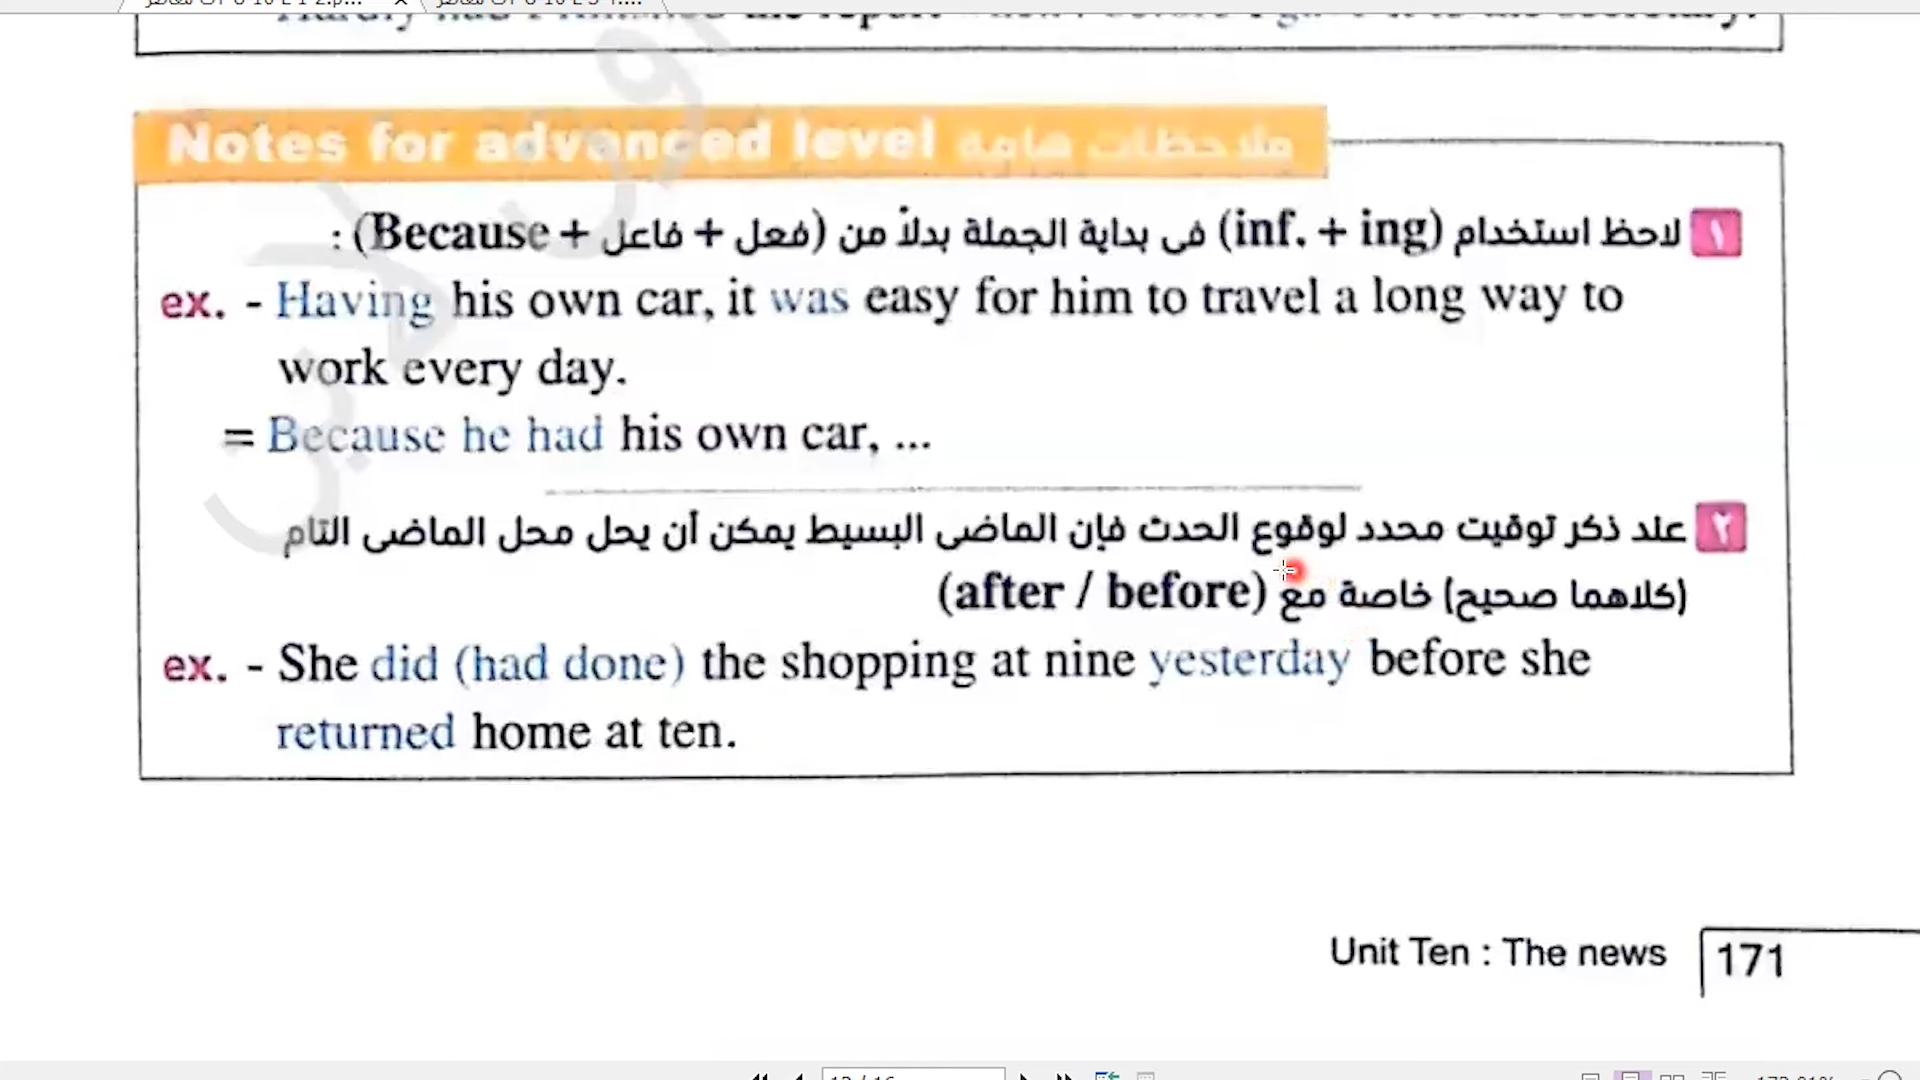 Notes for advanced level ملاحظات هامة
١ لاحظ استخدام (inf. + ing) فى بداية الجملة بدلاً من (Because + فاعل + فعل) :
ex. - Having his own car, it was easy for him to travel a long way to
work every day.
= Because he had his own car, ...
٢ عند ذكر توقيت محدد لوقوع الحدث فإن الماضى البسيط يمكن أن يحل محل الماضى التام
(كلاهما صحيح) خاصة مع (after / before)
ex. - She did (had done) the shopping at nine yesterday before she
returned home at ten.
Unit Ten : The news 171